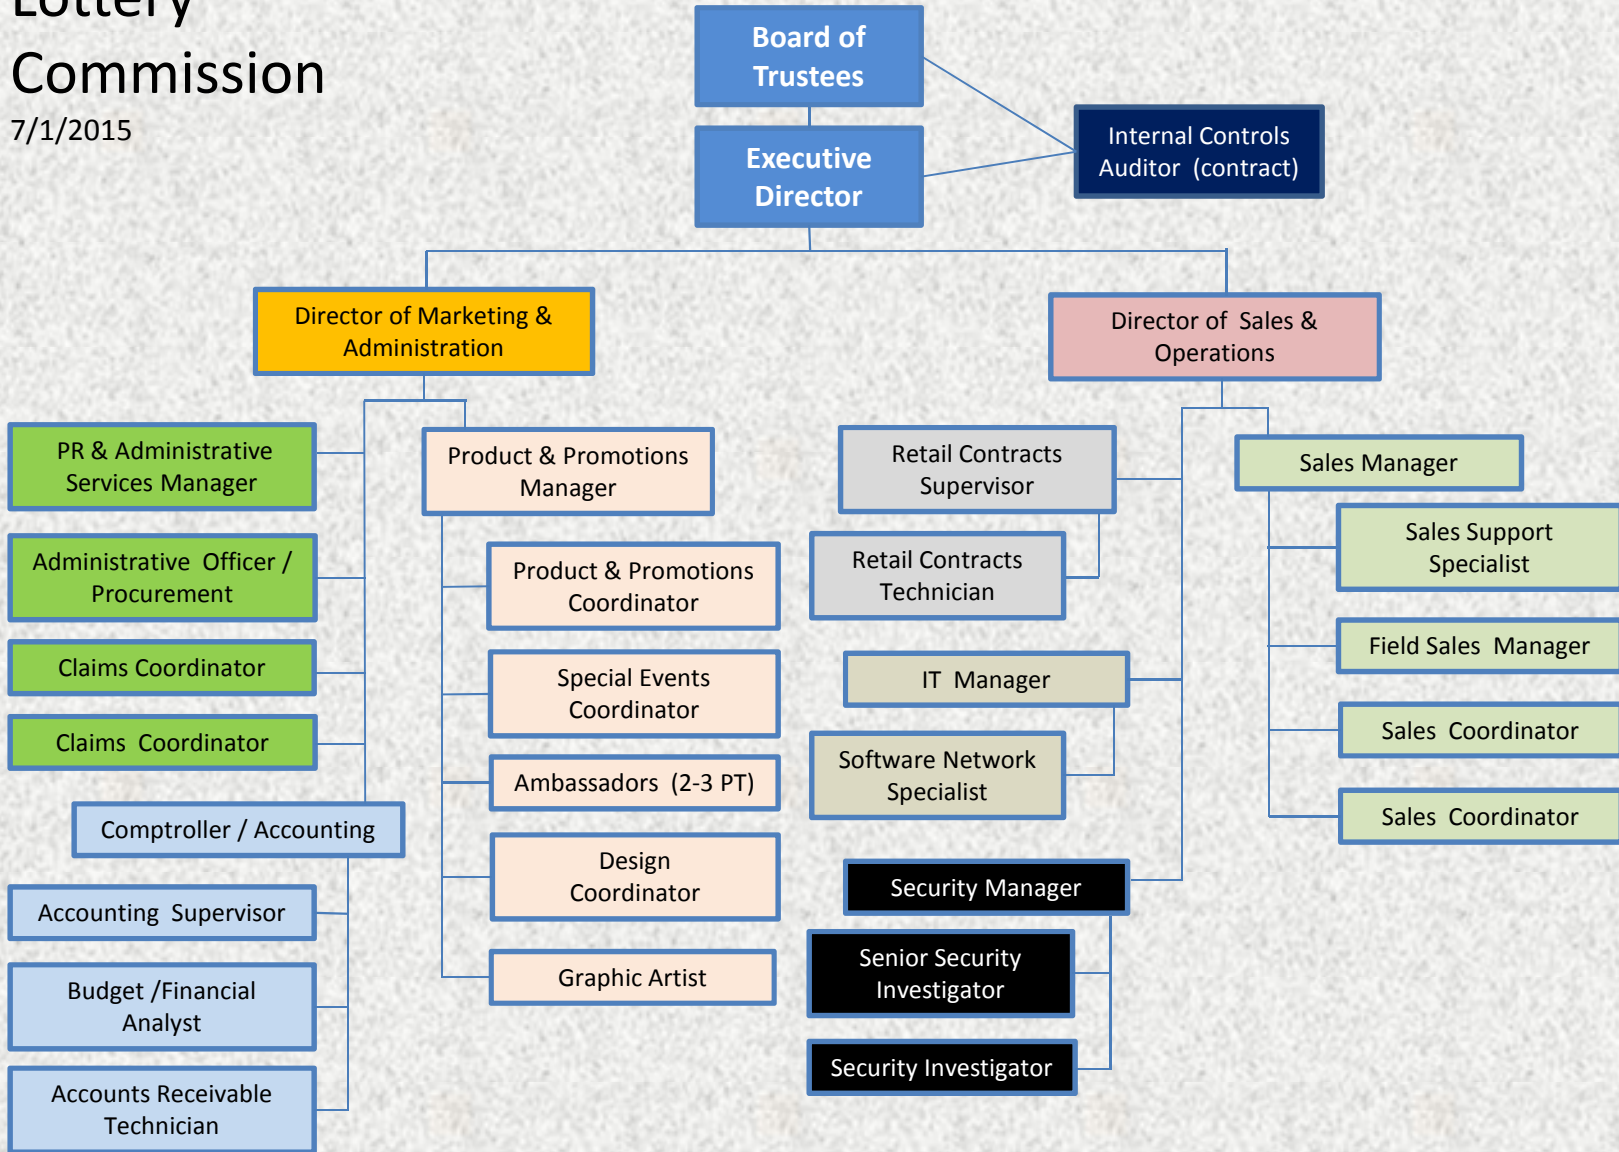 Lottery
Commission
7/1/2015
Board of
Trustees
Executive
Director
Internal Controls
Auditor (contract)
Director of Marketing &
Administration
Director of Sales &
Operations
PR & Administrative
Services Manager
Administrative Officer /
Procurement
Claims Coordinator
Claims Coordinator
Comptroller / Accounting
Accounting Supervisor
Budget /Financial
Analyst
Accounts Receivable
Technician
Product & Promotions
Manager
Product & Promotions
Coordinator
Special Events
Coordinator
Ambassadors (2-3 PT)
Design
Coordinator
Graphic Artist
Retail Contracts
Supervisor
Retail Contracts
Technician
IT Manager
Software Network
Specialist
Security Manager
Senior Security
Investigator
Security Investigator
Sales Manager
Sales Support
Specialist
Field Sales Manager
Sales Coordinator
Sales Coordinator